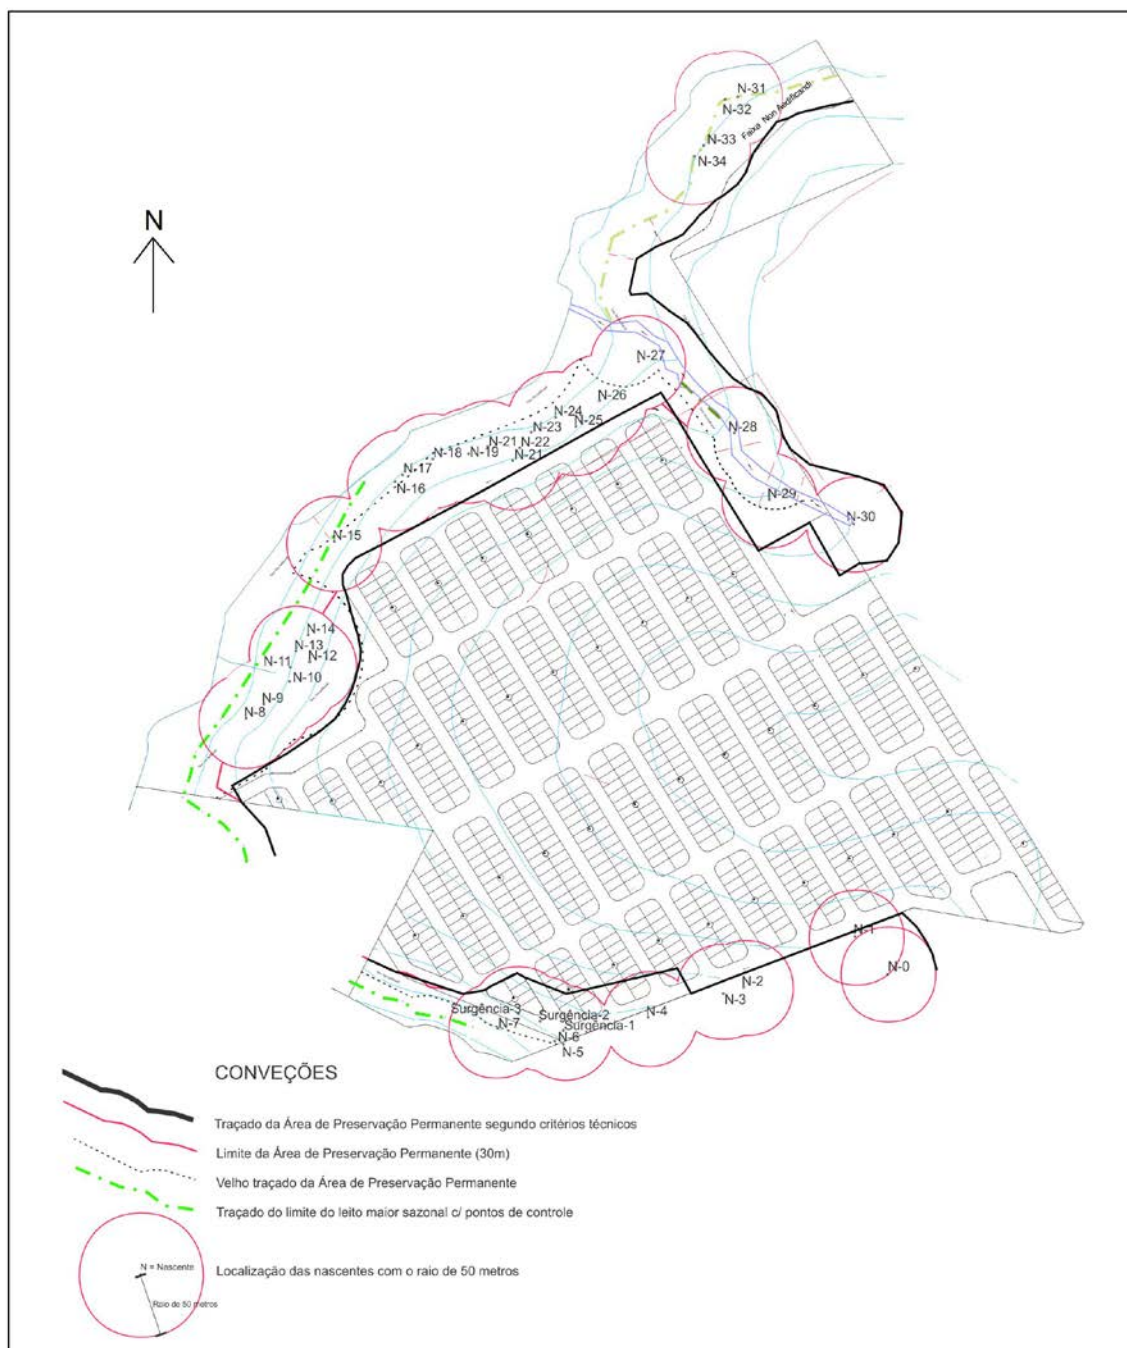 N-31
N-32
Faixa Non Aedificandi
N-33
N-34
N
N-27
N-26
N-24
N-25
N-23
N-28
N-21
N-22
N-18
N-19
N-21
N-17
N-16
N-29
N-30
N-15
N-14
N-13
N-12
N-11
N-10
N-9
N-8
N-1
N-0
N-2
N-3
N-4
Surgência-3
Surgência-2
N-7
Surgência-1
N-6
N-5
CONVEÇÕES
Traçado da Área de Preservação Permanente segundo critérios técnicos
Limite da Área de Preservação Permanente (30m)
Velho traçado da Área de Preservação Permanente
Traçado do limite do leito maior sazonal c/ pontos de controle
N = Nascente
Localização das nascentes com o raio de 50 metros
Raio de 50 metros